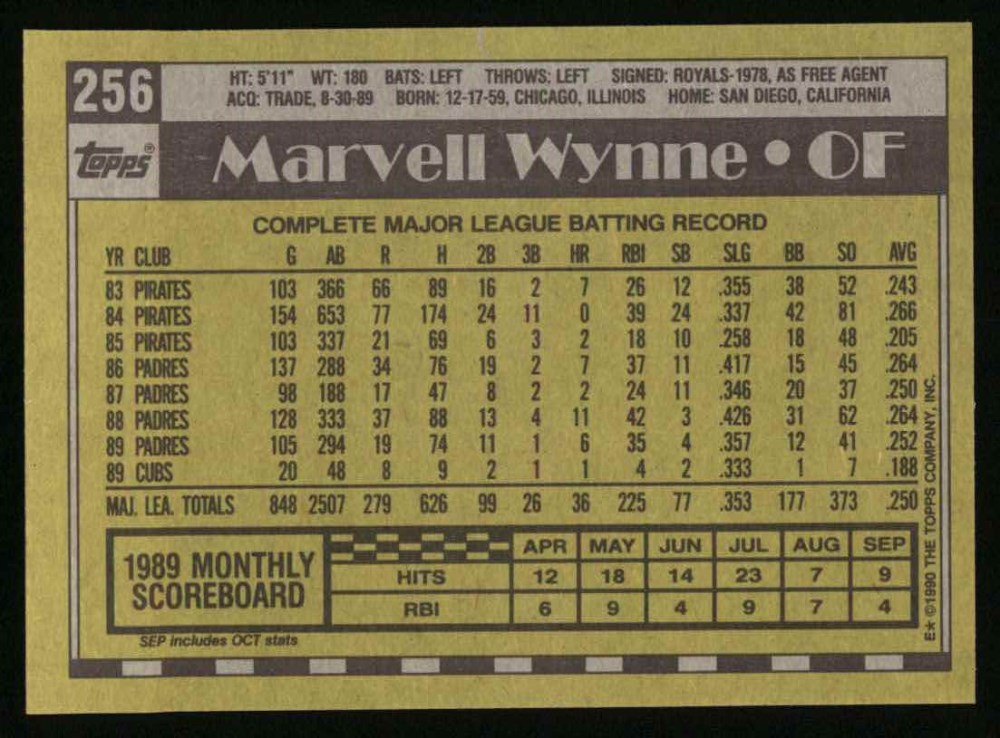 256
HT: 5'11" WT: 180 BATS: LEFT THROWS: LEFT SIGNED: ROYALS-1978, AS FREE AGENT
ACQ: TRADE, 8-30-89 BORN: 12-17-59, CHICAGO, ILLINOIS HOME: SAN DIEGO, CALIFORNIA
topps® Marvell Wynne • OF
COMPLETE MAJOR LEAGUE BATTING RECORD
YR CLUB G AB R H 2B 3B HR RBI SB SLG BB SO AVG
83 PIRATES 103 366 66 89 16 2 7 26 12 .355 38 52 .243
84 PIRATES 154 653 77 174 24 11 0 39 24 .337 42 81 .266
85 PIRATES 103 337 21 69 6 3 2 18 10 .258 18 48 .205
86 PADRES 137 288 34 76 19 2 7 37 11 .417 15 45 .264
87 PADRES 98 188 17 47 8 2 2 24 11 .346 20 37 .250
88 PADRES 128 333 37 88 13 4 11 42 3 .426 31 62 .264
89 PADRES 105 294 19 74 11 1 6 35 4 .357 12 41 .252
89 CUBS 20 48 8 9 2 1 1 4 2 .333 1 7 .188
MAJ. LEA. TOTALS 848 2507 279 626 99 26 36 225 77 .353 177 373 .250
1989 MONTHLY
SCOREBOARD
APR MAY JUN JUL AUG SEP
HITS 12 18 14 23 7 9
RBI 6 9 4 9 7 4
SEP includes OCT stats
E★ ©1990 THE TOPPS COMPANY, INC.